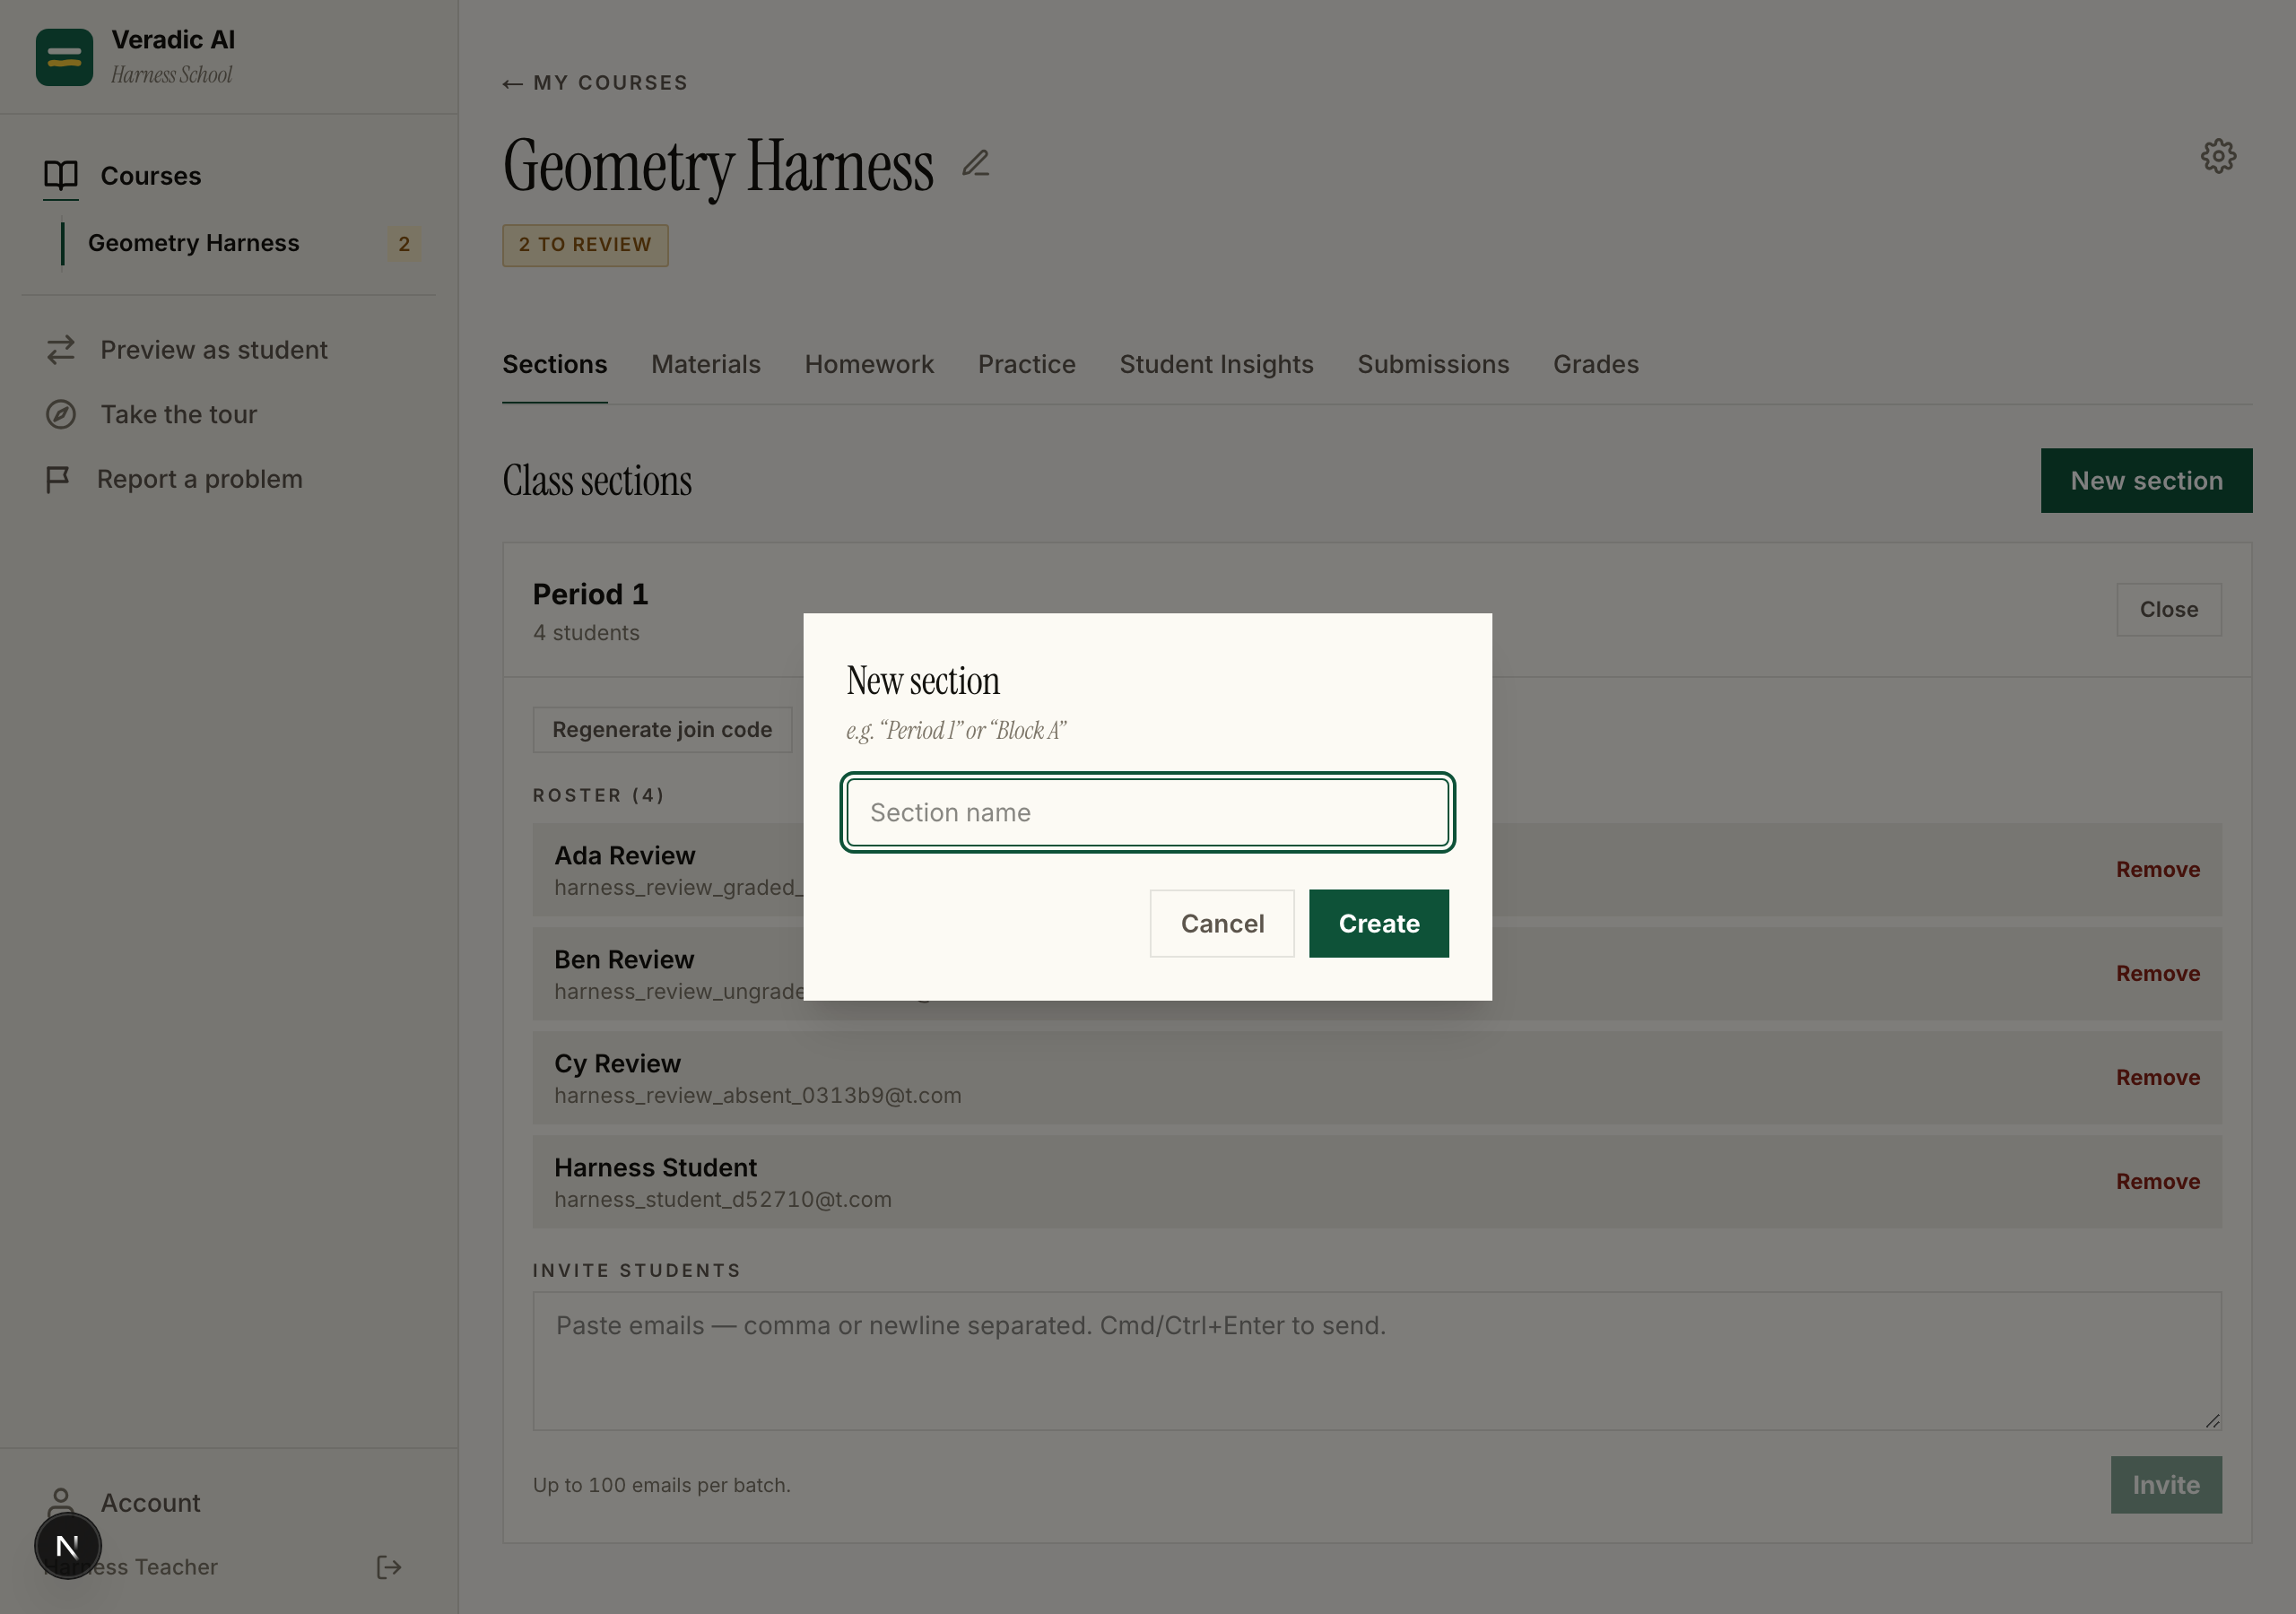 Veradic AI
Harness School
Courses
Geometry Harness
2
Preview as student
Take the tour
Report a problem
Account
ess Teacher
← MY COURSES
Geometry Harness
2 TO REVIEW
Sections
Materials
Homework
Practice
Student Insights
Submissions
Grades
Class sections
New section
Period 1
4 students
Close
Regenerate join code
ROSTER (4)
Ada Review
harness_review_graded_
Remove
Ben Review
harness_review_ungrade
Remove
Cy Review
harness_review_absent_0313b9@t.com
Remove
Harness Student
harness_student_d52710@t.com
Remove
INVITE STUDENTS
Paste emails — comma or newline separated. Cmd/Ctrl+Enter to send.
Up to 100 emails per batch.
Invite
New section
e.g. “Period 1” or “Block A”
Section name
Cancel
Create
N